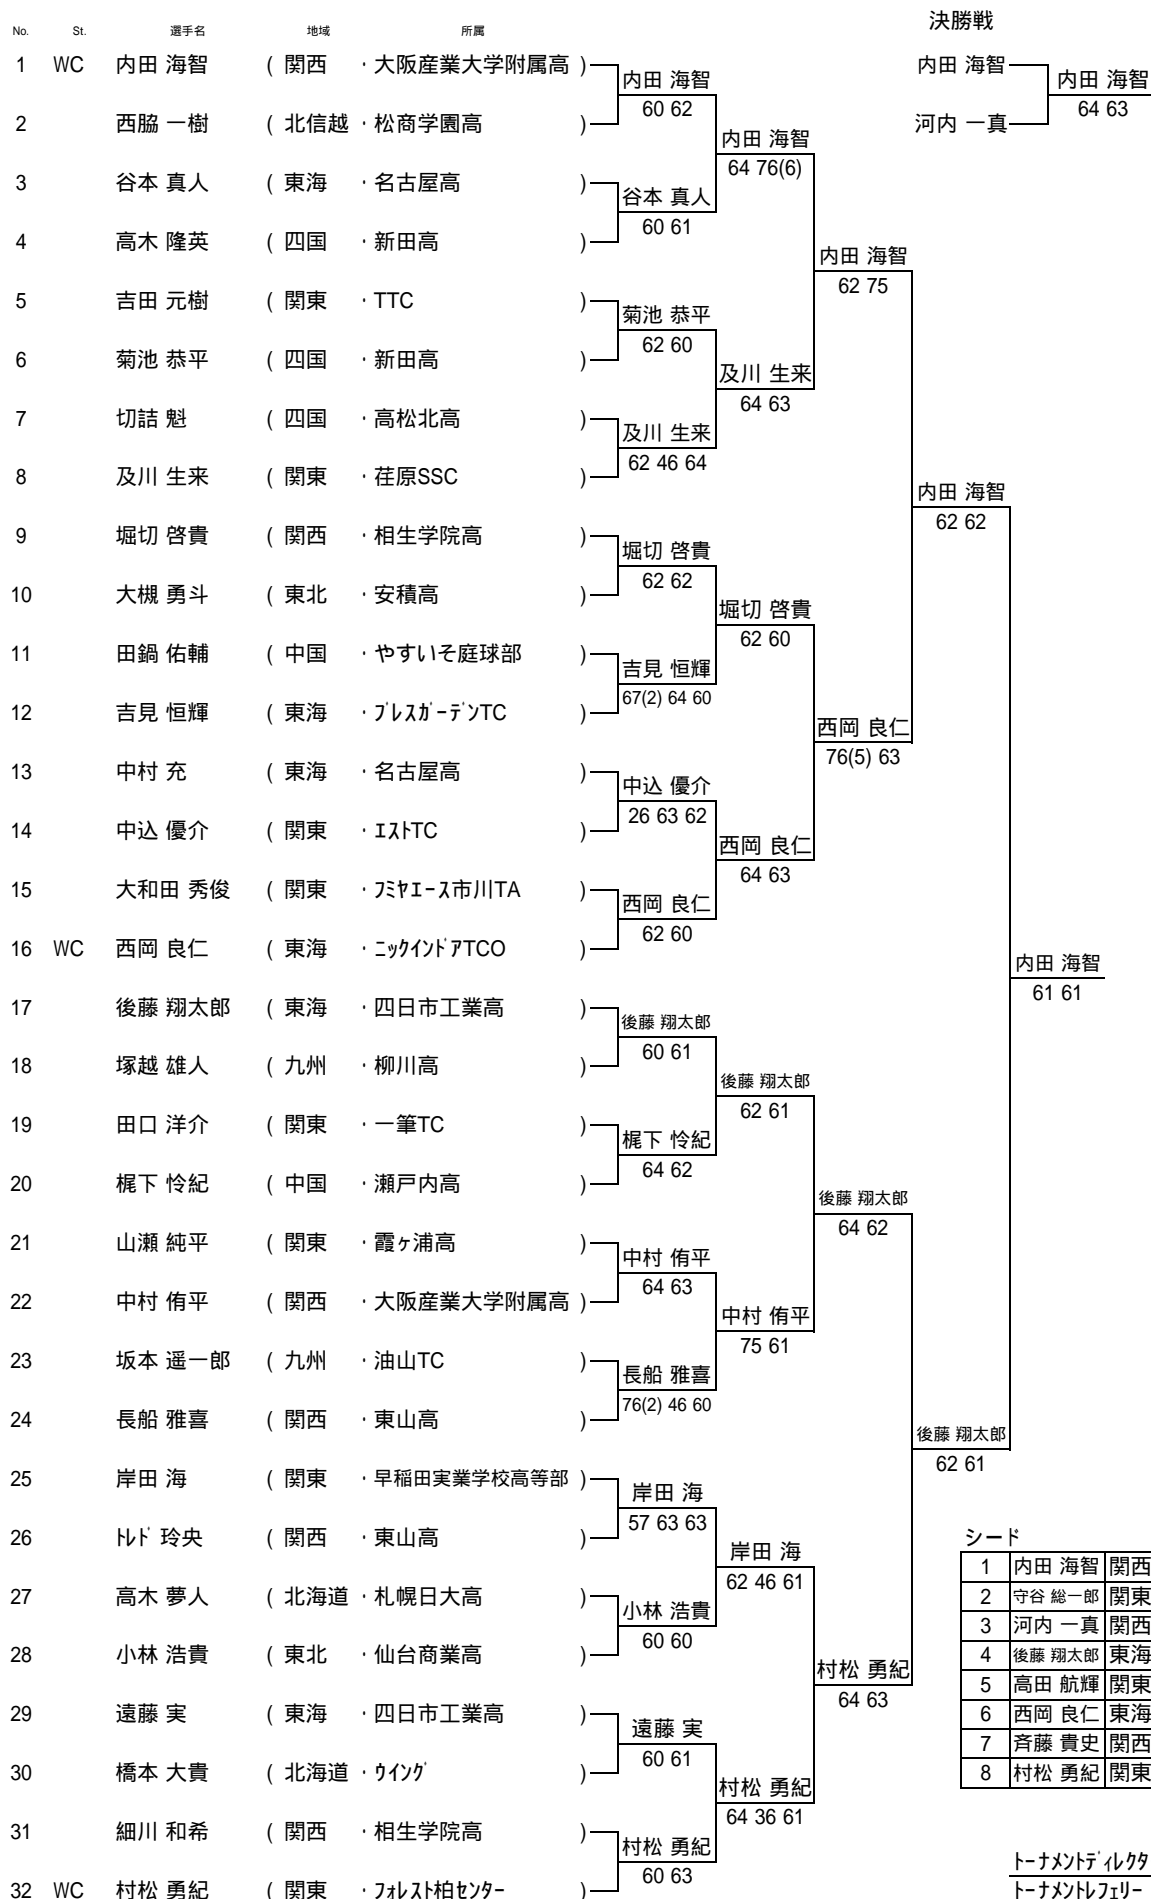 決勝戦
No. St. 選手名 地域 所属
1 WC 内田 海智 ( 関西 ・大阪産業大学附属高 )
2 西脇 一樹 ( 北信越 ・松商学園高 )
3 谷本 真人 ( 東海 ・名古屋高 )
4 高木 隆英 ( 四国 ・新田高 )
5 吉田 元樹 ( 関東 ・TTC )
6 菊池 恭平 ( 四国 ・新田高 )
7 切詰 魁 ( 四国 ・高松北高 )
8 及川 生来 ( 関東 ・荏原SSC )
9 堀切 啓貴 ( 関西 ・相生学院高 )
10 大槻 勇斗 ( 東北 ・安積高 )
11 田鍋 佑輔 ( 中国 ・やすいそ庭球部 )
12 吉見 恒輝 ( 東海 ・ブレスガーデンTC )
13 中村 充 ( 東海 ・名古屋高 )
14 中込 優介 ( 関東 ・エストTC )
15 大和田 秀俊 ( 関東 ・フミヤエース市川TA )
16 WC 西岡 良仁 ( 東海 ・ニックインドアTCO )
17 後藤 翔太郎 ( 東海 ・四日市工業高 )
18 塚越 雄人 ( 九州 ・柳川高 )
19 田口 洋介 ( 関東 ・一筆TC )
20 梶下 怜紀 ( 中国 ・瀬戸内高 )
21 山瀬 純平 ( 関東 ・霞ヶ浦高 )
22 中村 侑平 ( 関西 ・大阪産業大学附属高 )
23 坂本 遥一郎 ( 九州 ・油山TC )
24 長船 雅喜 ( 関西 ・東山高 )
25 岸田 海 ( 関東 ・早稲田実業学校高等部 )
26 トレド 玲央 ( 関西 ・東山高 )
27 高木 夢人 ( 北海道 ・札幌日大高 )
28 小林 浩貴 ( 東北 ・仙台商業高 )
29 遠藤 実 ( 東海 ・四日市工業高 )
30 橋本 大貴 ( 北海道 ・ウイング )
31 細川 和希 ( 関西 ・相生学院高 )
32 WC 村松 勇紀 ( 関東 ・フォレスト柏センター )
内田 海智
60 62
谷本 真人
60 61
菊池 恭平
62 60
及川 生来
62 46 64
堀切 啓貴
62 62
吉見 恒輝
67(2) 64 60
中込 優介
26 63 62
西岡 良仁
62 60
後藤 翔太郎
60 61
梶下 怜紀
64 62
中村 侑平
64 63
長船 雅喜
76(2) 46 60
岸田 海
57 63 63
小林 浩貴
60 60
遠藤 実
60 61
村松 勇紀
60 63
内田 海智
64 76(6)
及川 生来
64 63
堀切 啓貴
62 60
西岡 良仁
64 63
後藤 翔太郎
62 61
中村 侑平
75 61
岸田 海
62 46 61
村松 勇紀
64 36 61
内田 海智
62 75
西岡 良仁
76(5) 63
後藤 翔太郎
64 62
村松 勇紀
64 63
内田 海智
62 62
後藤 翔太郎
62 61
内田 海智
61 61
内田 海智
河内 一真
内田 海智
64 63
シード
1 内田 海智 関西
2 守谷 総一郎 関東
3 河内 一真 関西
4 後藤 翔太郎 東海
5 高田 航輝 関東
6 西岡 良仁 東海
7 斉藤 貴史 関西
8 村松 勇紀 関東
トーナメントディレクタ
トーナメントレフェリー